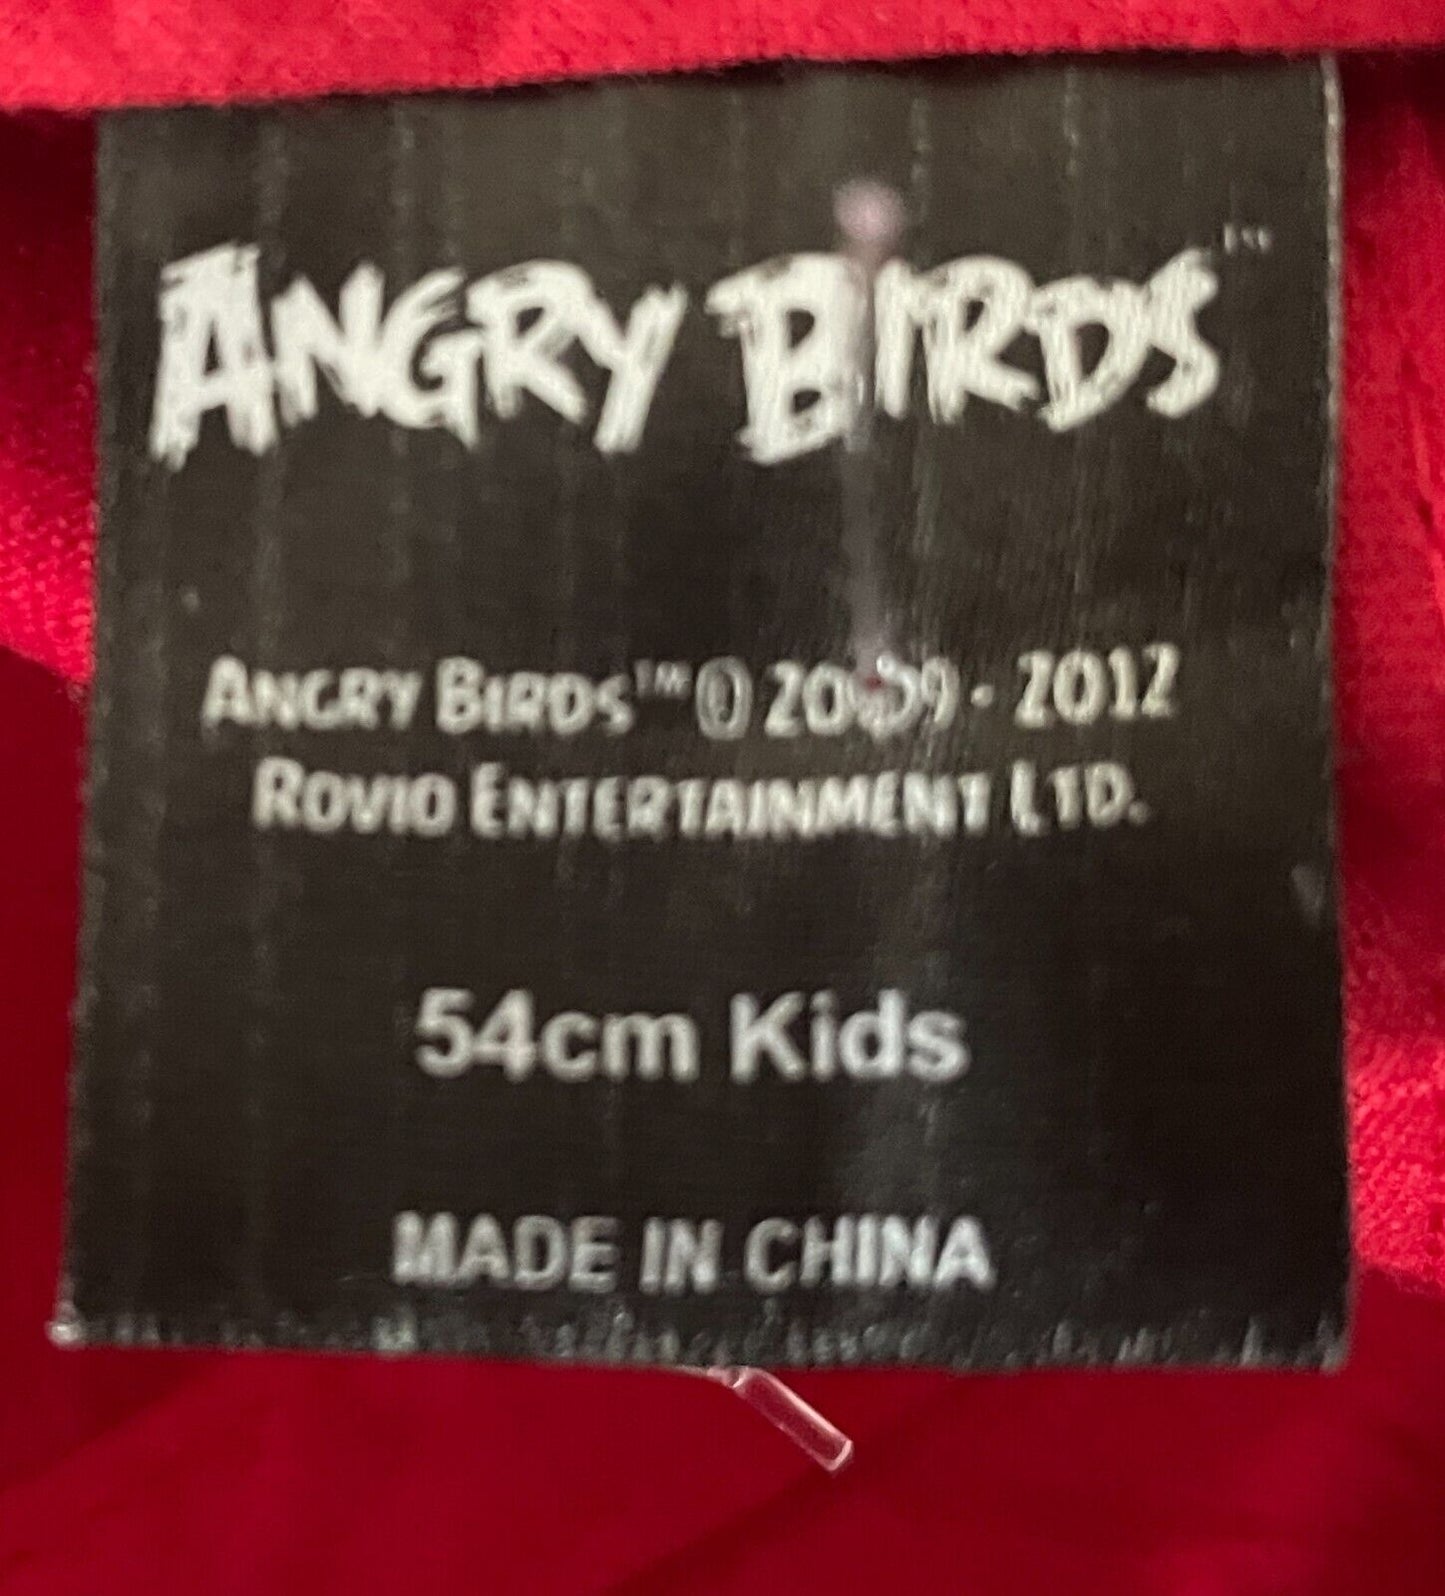 ANGRY BIRDS™
ANGRY BIRDS™ © 2009 - 2012
ROVIO ENTERTAINMENT LTD.
54cm Kids
MADE IN CHINA